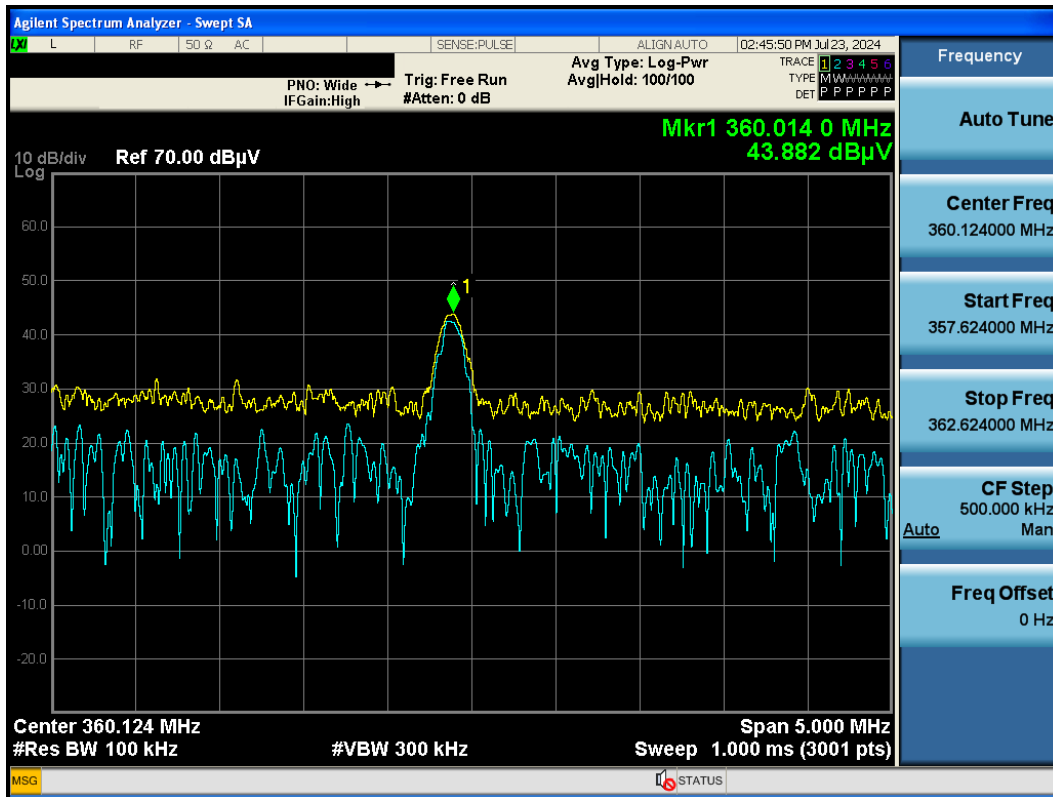 Agilent Spectrum Analyzer - Swept SA
LXI L RF 50 Ω AC SENSE:PULSE ALIGN AUTO 02:45:50 PM Jul 23, 2024
PNO: Wide
IFGain:High
Trig: Free Run
#Atten: 0 dB
Avg Type: Log-Pwr
Avg|Hold: 100/100
TRACE 1 2 3 4 5 6
TYPE M W W W W W
DET P P P P P P
Mkr1 360.014 0 MHz
43.882 dBµV
10 dB/div Ref 70.00 dBµV
Log
60.0
50.0
40.0
30.0
20.0
10.0
0.00
-10.0
-20.0
1
Center 360.124 MHz Span 5.000 MHz
#Res BW 100 kHz #VBW 300 kHz Sweep 1.000 ms (3001 pts)
MSG STATUS
Frequency
Auto Tune
Center Freq
360.124000 MHz
Start Freq
357.624000 MHz
Stop Freq
362.624000 MHz
CF Step
500.000 kHz
Auto Man
Freq Offset
0 Hz